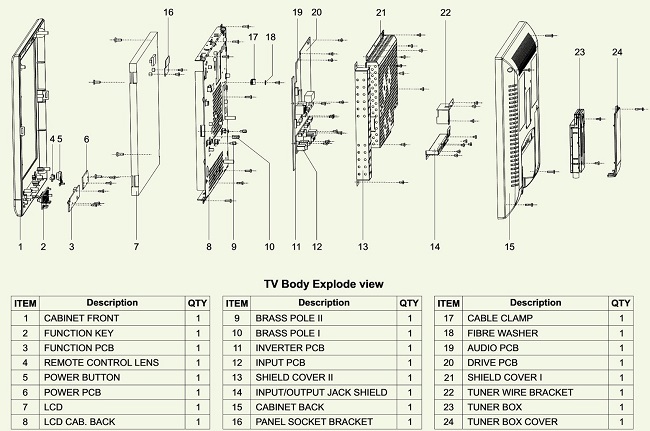 16 17 18 19 20 21 22 23 24
4 5 6
1 2 3 7 8 9 10 11 12 13 14 15
TV Body Explode view
ITEM Description QTY
1 CABINET FRONT 1
2 FUNCTION KEY 1
3 FUNCTION PCB 1
4 REMOTE CONTROL LENS 1
5 POWER BUTTON 1
6 POWER PCB 1
7 LCD 1
8 LCD CAB. BACK 1
ITEM Description QTY
9 BRASS POLE II 1
10 BRASS POLE I 1
11 INVERTER PCB 1
12 INPUT PCB 1
13 SHIELD COVER II 1
14 INPUT/OUTPUT JACK SHIELD 1
15 CABINET BACK 1
16 PANEL SOCKET BRACKET 1
ITEM Description QTY
17 CABLE CLAMP 1
18 FIBRE WASHER 1
19 AUDIO PCB 1
20 DRIVE PCB 1
21 SHIELD COVER I 1
22 TUNER WIRE BRACKET 1
23 TUNER BOX 1
24 TUNER BOX COVER 1